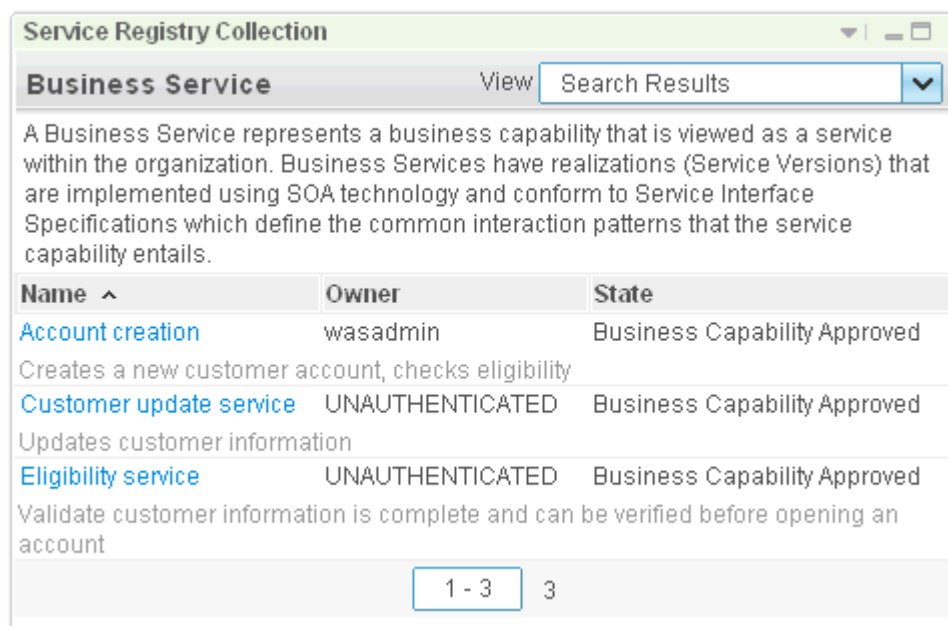 Service Registry Collection
Business Service View Search Results
A Business Service represents a business capability that is viewed as a service
within the organization. Business Services have realizations (Service Versions) that
are implemented using SOA technology and conform to Service Interface
Specifications which define the common interaction patterns that the service
capability entails.
Name Owner State
Account creation wasadmin Business Capability Approved
Creates a new customer account, checks eligibility
Customer update service UNAUTHENTICATED Business Capability Approved
Updates customer information
Eligibility service UNAUTHENTICATED Business Capability Approved
Validate customer information is complete and can be verified before opening an
account
1 - 3 3